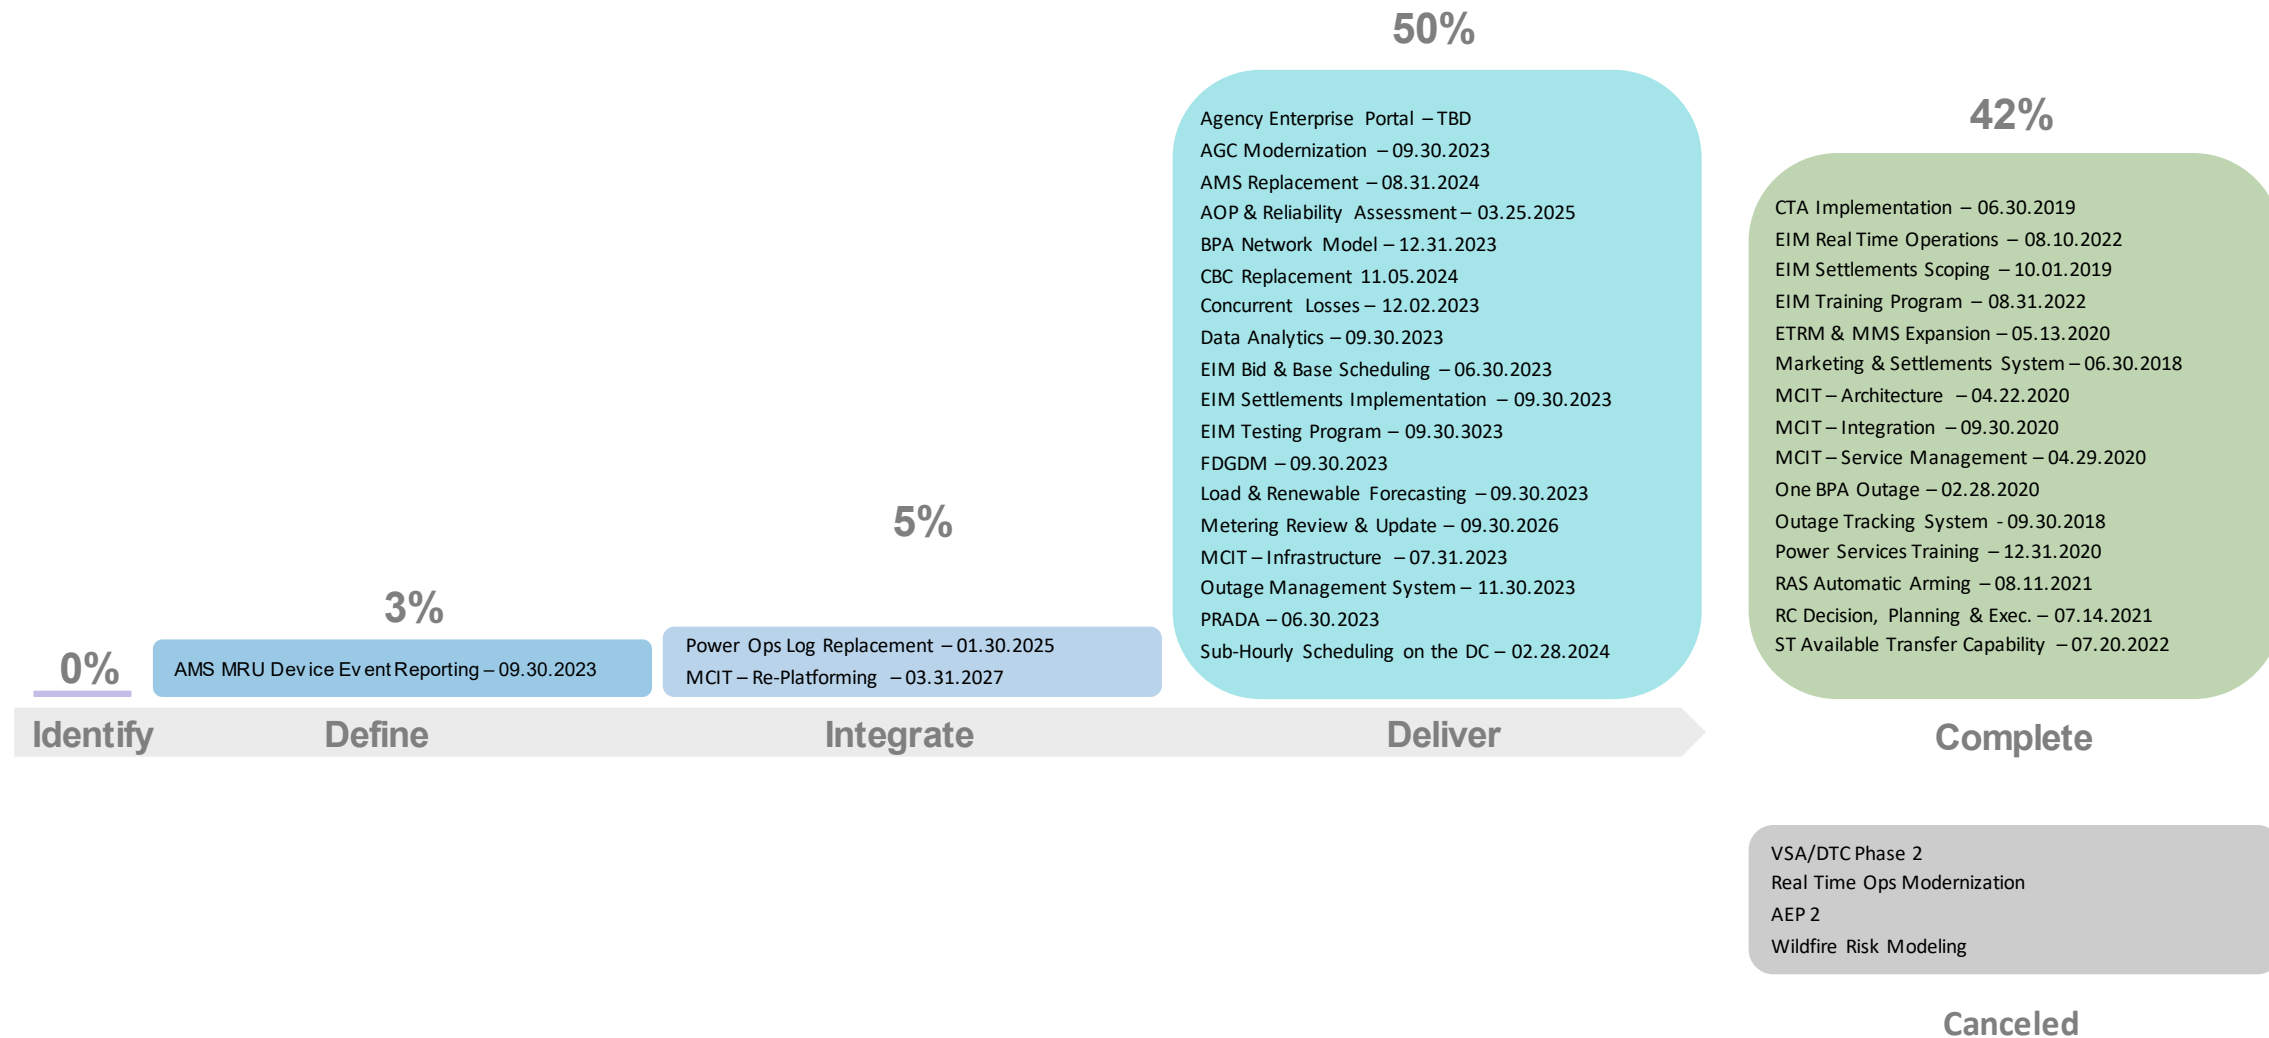 0%
Identify
3%
AMS MRU Device Event Reporting – 09.30.2023
Define
5%
Power Ops Log Replacement – 01.30.2025
MCIT – Re-Platforming – 03.31.2027
Integrate
50%
Agency Enterprise Portal – TBD
AGC Modernization – 09.30.2023
AMS Replacement – 08.31.2024
AOP & Reliability Assessment – 03.25.2025
BPA Network Model – 12.31.2023
CBC Replacement 11.05.2024
Concurrent Losses – 12.02.2023
Data Analytics – 09.30.2023
EIM Bid & Base Scheduling – 06.30.2023
EIM Settlements Implementation – 09.30.2023
EIM Testing Program – 09.30.3023
FDGDM – 09.30.2023
Load & Renewable Forecasting – 09.30.2023
Metering Review & Update – 09.30.2026
MCIT – Infrastructure – 07.31.2023
Outage Management System – 11.30.2023
PRADA – 06.30.2023
Sub-Hourly Scheduling on the DC – 02.28.2024
Deliver
42%
CTA Implementation – 06.30.2019
EIM Real Time Operations – 08.10.2022
EIM Settlements Scoping – 10.01.2019
EIM Training Program – 08.31.2022
ETRM & MMS Expansion – 05.13.2020
Marketing & Settlements System – 06.30.2018
MCIT – Architecture – 04.22.2020
MCIT – Integration – 09.30.2020
MCIT – Service Management – 04.29.2020
One BPA Outage – 02.28.2020
Outage Tracking System - 09.30.2018
Power Services Training – 12.31.2020
RAS Automatic Arming – 08.11.2021
RC Decision, Planning & Exec. – 07.14.2021
ST Available Transfer Capability – 07.20.2022
Complete
VSA/DTC Phase 2
Real Time Ops Modernization
AEP 2
Wildfire Risk Modeling
Canceled